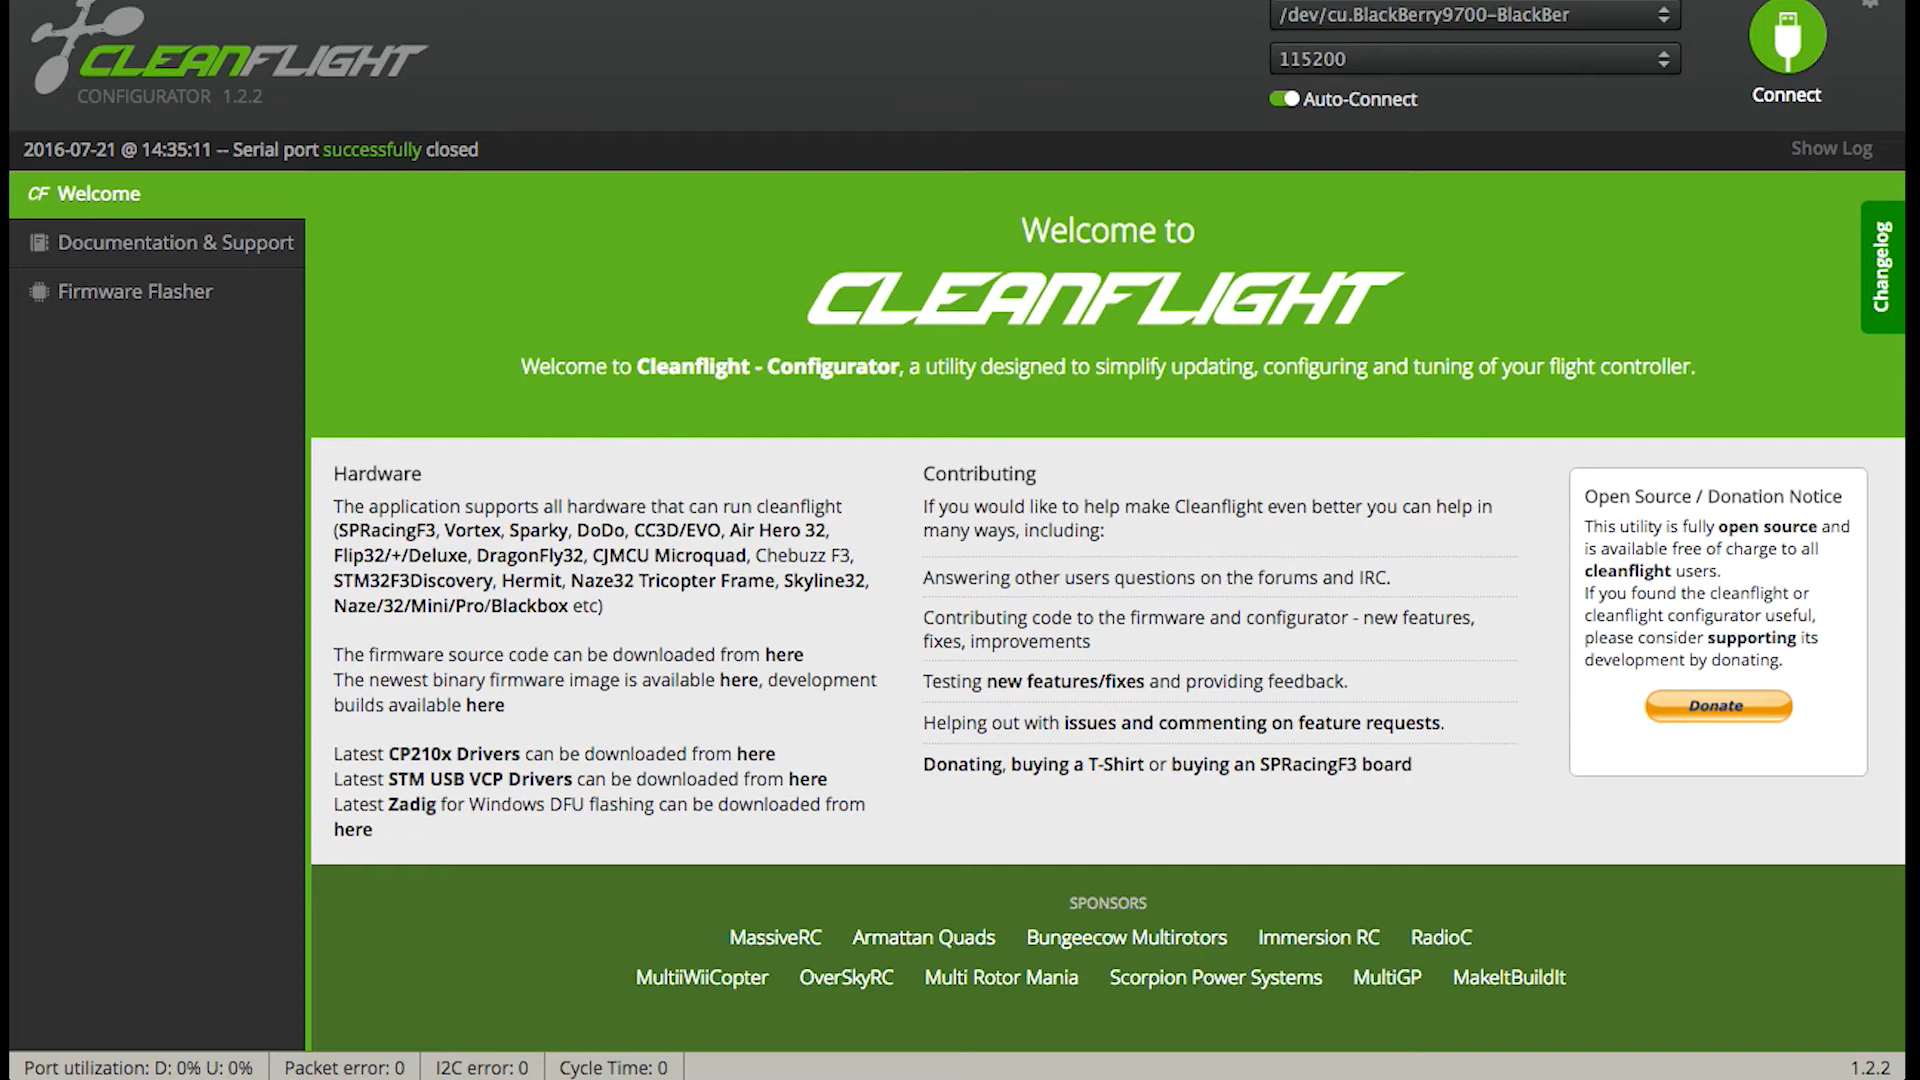 CLEANFLIGHT
CONFIGURATOR 1.2.2
/dev/cu.BlackBerry9700-BlackBer
115200
Auto-Connect
Connect
2016-07-21 @ 14:35:11 -- Serial port successfully closed
Show Log
CF Welcome
Documentation & Support
Firmware Flasher
Changelog
Welcome to
CLEANFLIGHT
Welcome to Cleanflight - Configurator, a utility designed to simplify updating, configuring and tuning of your flight controller.
Hardware
The application supports all hardware that can run cleanflight
(SPRacingF3, Vortex, Sparky, DoDo, CC3D/EVO, Air Hero 32,
Flip32/+/Deluxe, DragonFly32, CJMCU Microquad, Chebuzz F3,
STM32F3Discovery, Hermit, Naze32 Tricopter Frame, Skyline32,
Naze/32/Mini/Pro/Blackbox etc)
The firmware source code can be downloaded from here
The newest binary firmware image is available here, development
builds available here
Latest CP210x Drivers can be downloaded from here
Latest STM USB VCP Drivers can be downloaded from here
Latest Zadig for Windows DFU flashing can be downloaded from
here
Contributing
If you would like to help make Cleanflight even better you can help in
many ways, including:
Answering other users questions on the forums and IRC.
Contributing code to the firmware and configurator - new features,
fixes, improvements
Testing new features/fixes and providing feedback.
Helping out with issues and commenting on feature requests.
Donating, buying a T-Shirt or buying an SPRacingF3 board
Open Source / Donation Notice
This utility is fully open source and
is available free of charge to all
cleanflight users.
If you found the cleanflight or
cleanflight configurator useful,
please consider supporting its
development by donating.
Donate
SPONSORS
MassiveRC Armattan Quads Bungeecow Multirotors Immersion RC RadioC
MultiiWiiCopter OverSkyRC Multi Rotor Mania Scorpion Power Systems MultiGP MakeItBuildIt
Port utilization: D: 0% U: 0% Packet error: 0 I2C error: 0 Cycle Time: 0 1.2.2